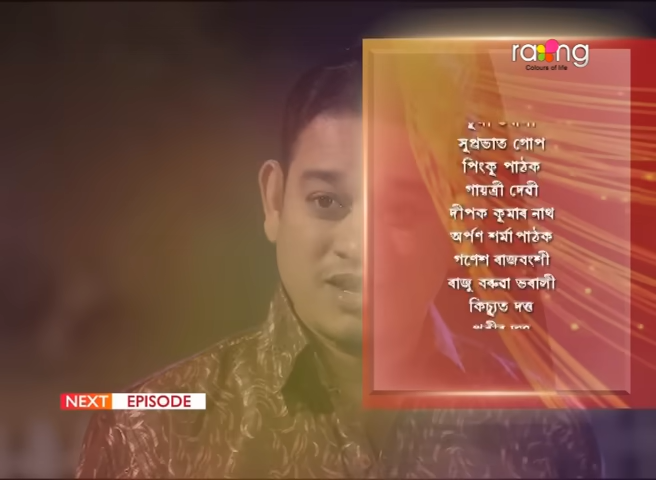 rang
Colours of life
সুপ্ৰভাত গোপ
পিংকু পাঠক
গায়ত্ৰী দেৱী
দীপক কুমাৰ নাথ
অৰ্পণ শৰ্মা পাঠক
গণেশ ৰাজবংশী
ৰাজু বৰুৱা ভৰালী
কিচ্যুত দত্ত
NEXT EPISODE